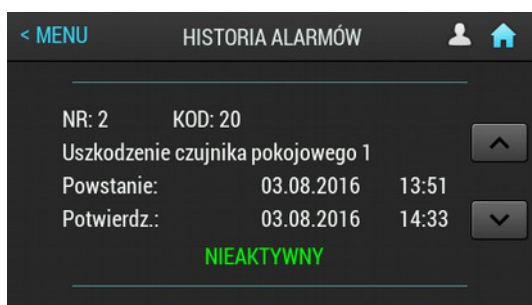 < MENU HISTORIA ALARMÓW
NR: 2 KOD: 20
Uszkodzenie czujnika pokojowego 1
Powstanie: 03.08.2016 13:51
Potwierdz.: 03.08.2016 14:33
NIEAKTYWNY